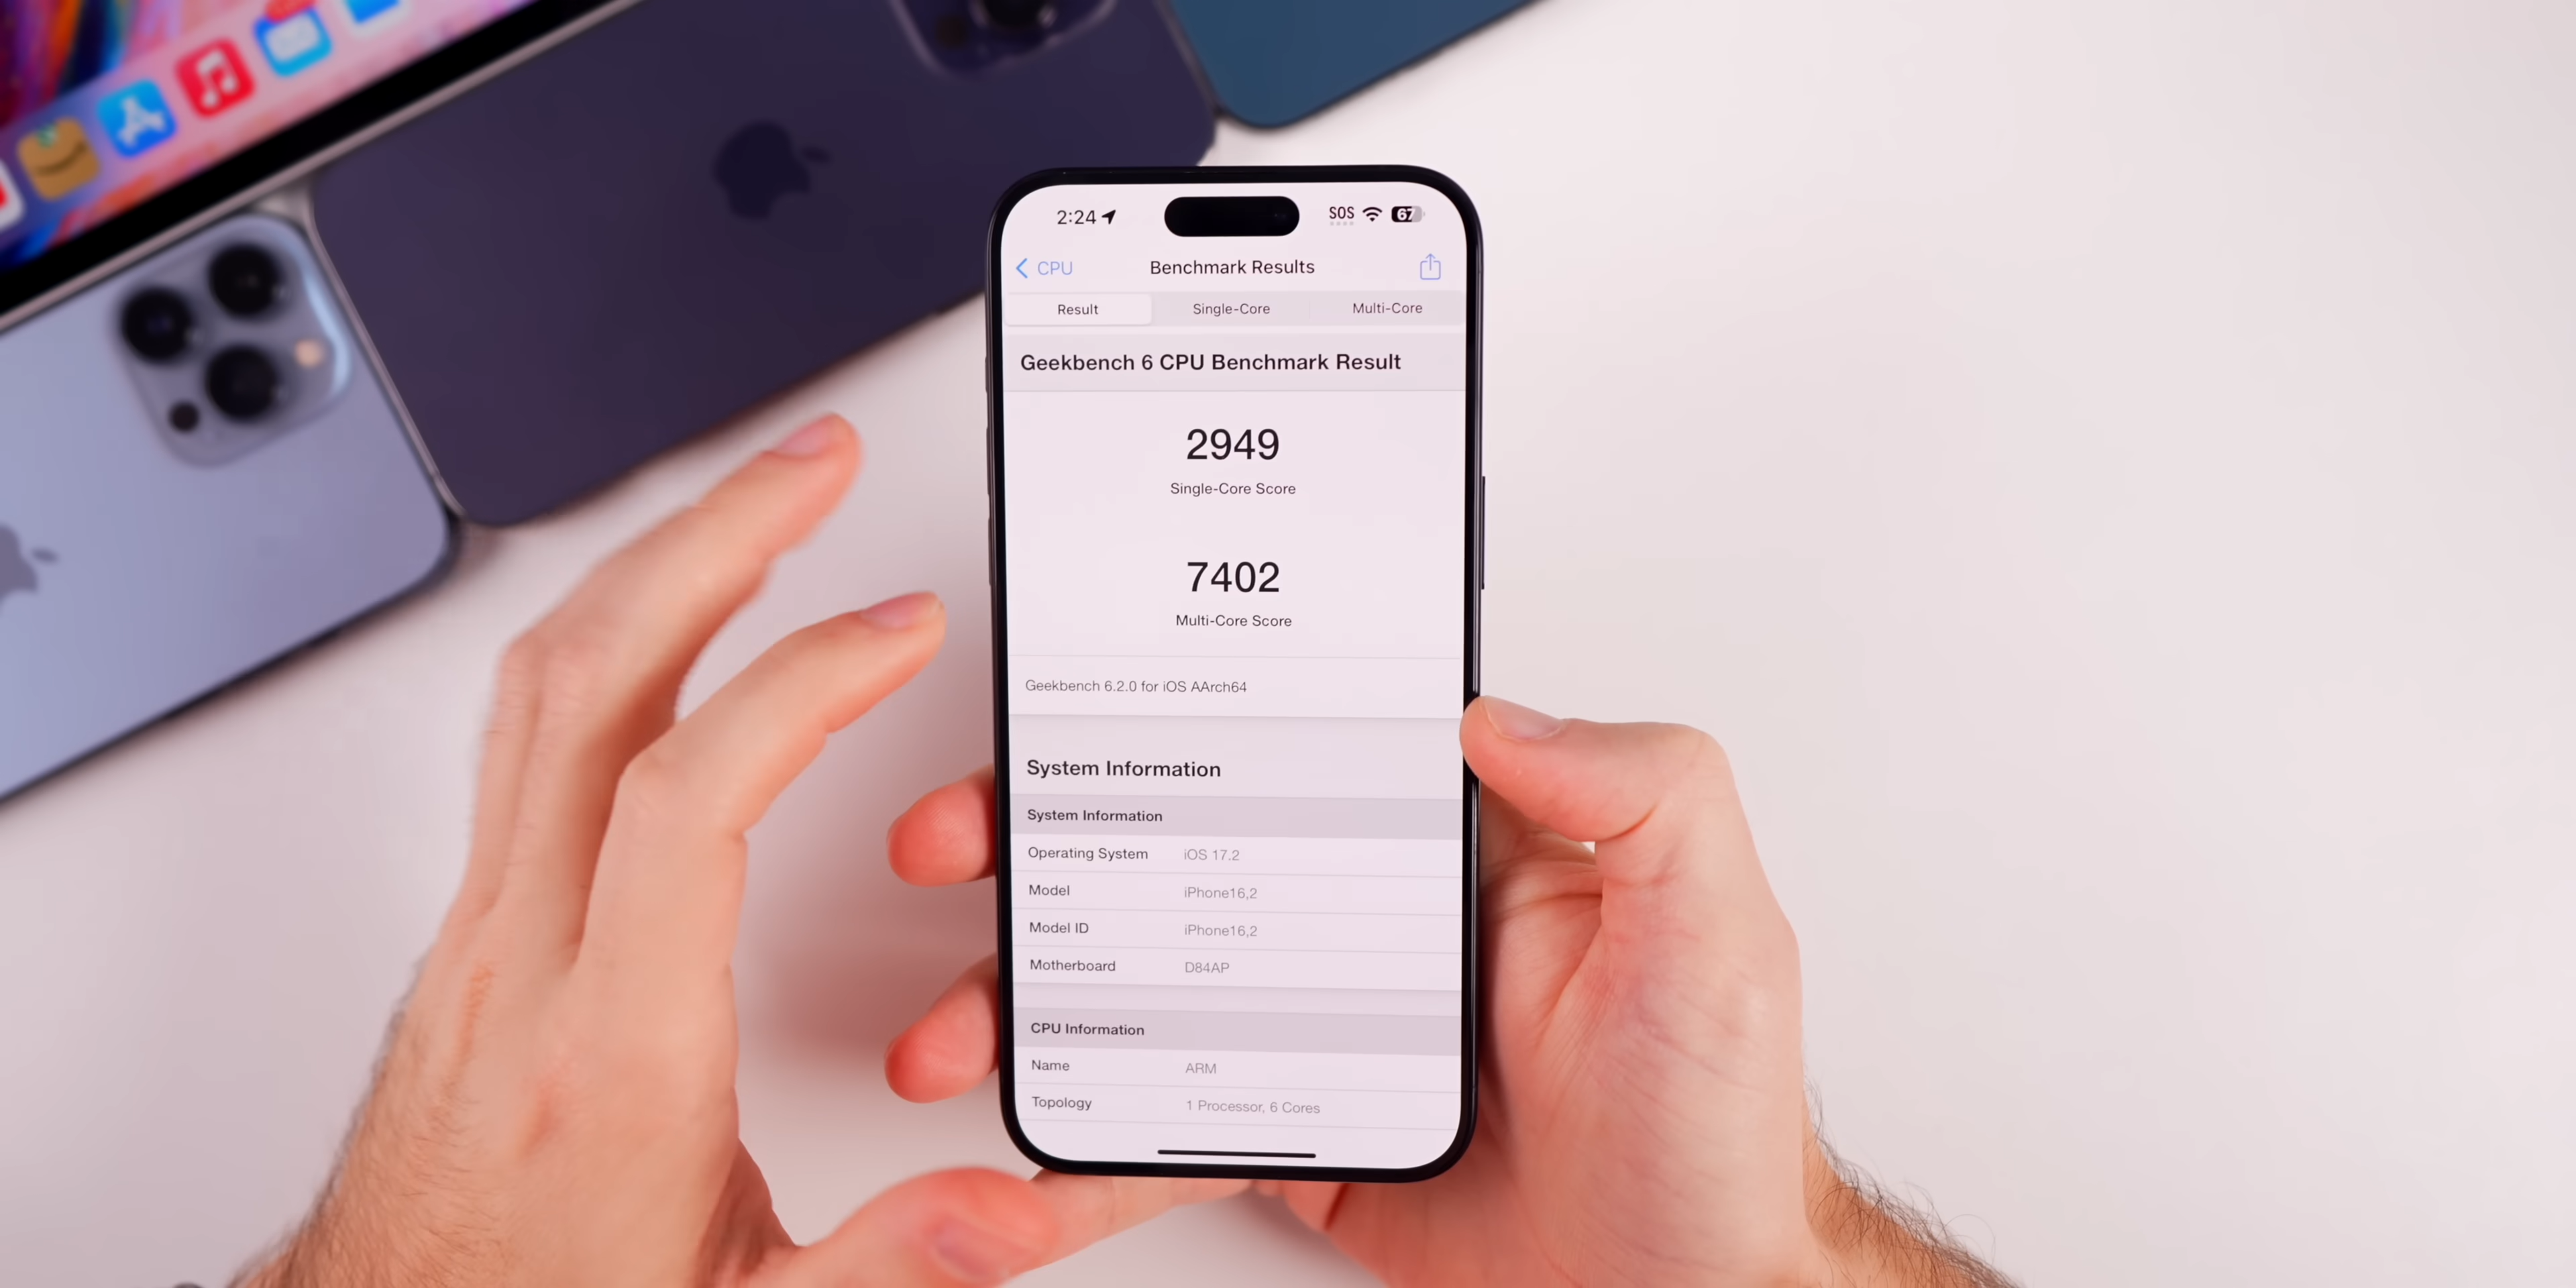 2:24 SOS 67
CPU Benchmark Results
Result Single-Core Multi-Core
Geekbench 6 CPU Benchmark Result
2949
Single-Core Score
7402
Multi-Core Score
Geekbench 6.2.0 for iOS AArch64
System Information
System Information
Operating System iOS 17.2
Model iPhone16,2
Model ID iPhone16,2
Motherboard D84AP
CPU Information
Name ARM
Topology 1 Processor, 6 Cores